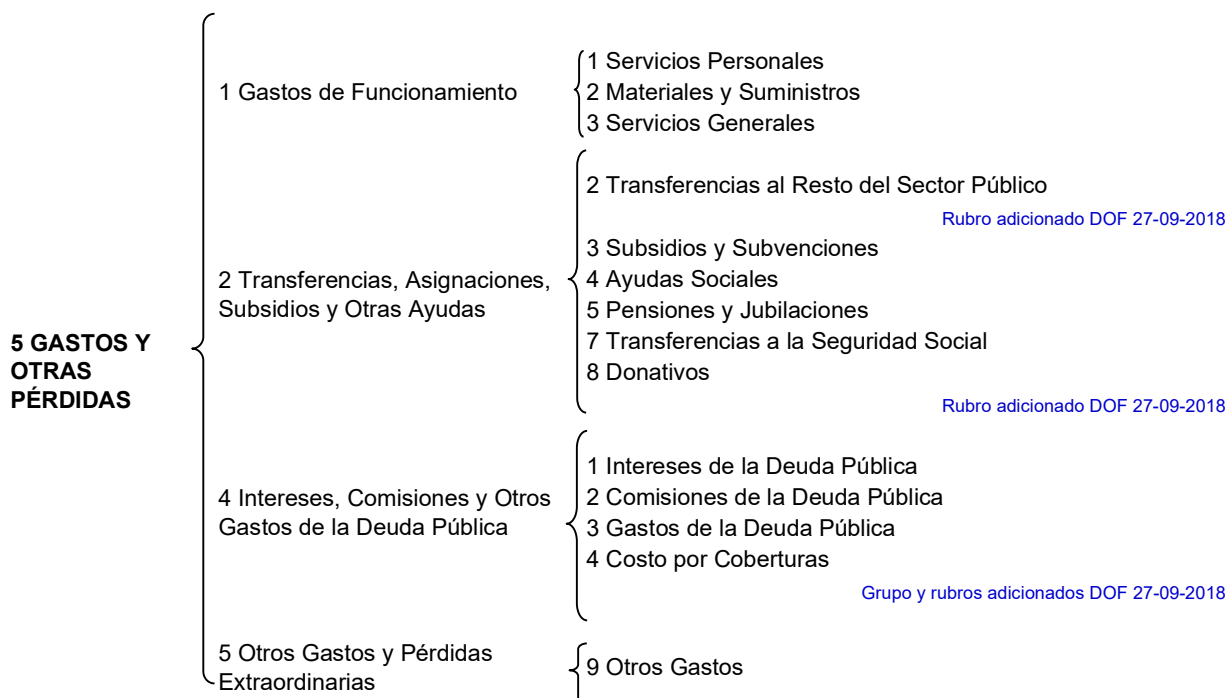 5 GASTOS Y
OTRAS
PÉRDIDAS
1 Gastos de Funcionamiento
1 Servicios Personales
2 Materiales y Suministros
3 Servicios Generales
2 Transferencias, Asignaciones,
Subsidios y Otras Ayudas
2 Transferencias al Resto del Sector Público
Rubro adicionado DOF 27-09-2018
3 Subsidios y Subvenciones
4 Ayudas Sociales
5 Pensiones y Jubilaciones
7 Transferencias a la Seguridad Social
8 Donativos
Rubro adicionado DOF 27-09-2018
4 Intereses, Comisiones y Otros
Gastos de la Deuda Pública
1 Intereses de la Deuda Pública
2 Comisiones de la Deuda Pública
3 Gastos de la Deuda Pública
4 Costo por Coberturas
Grupo y rubros adicionados DOF 27-09-2018
5 Otros Gastos y Pérdidas
Extraordinarias
9 Otros Gastos